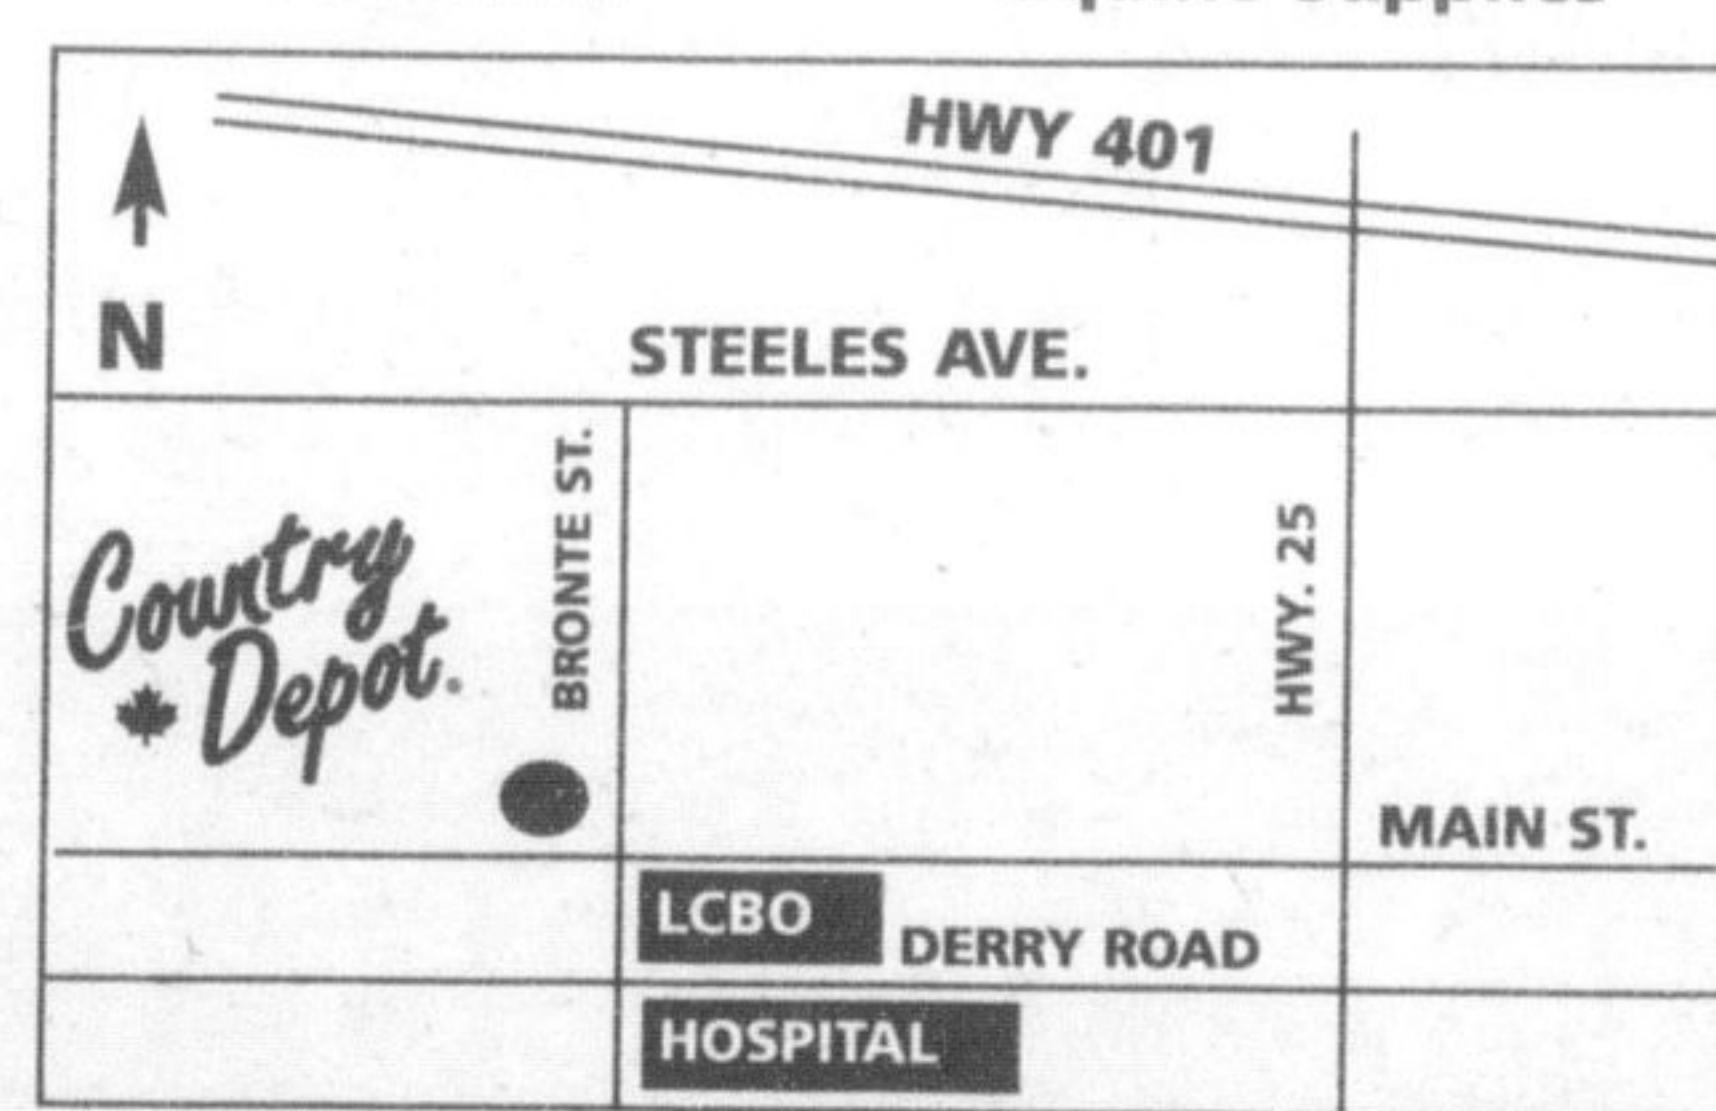 HWY 401
N
STEELES AVE.
BRONTE ST.
HWY. 25
Country
Depot.
MAIN ST.
LCBO
DERRY ROAD
HOSPITAL